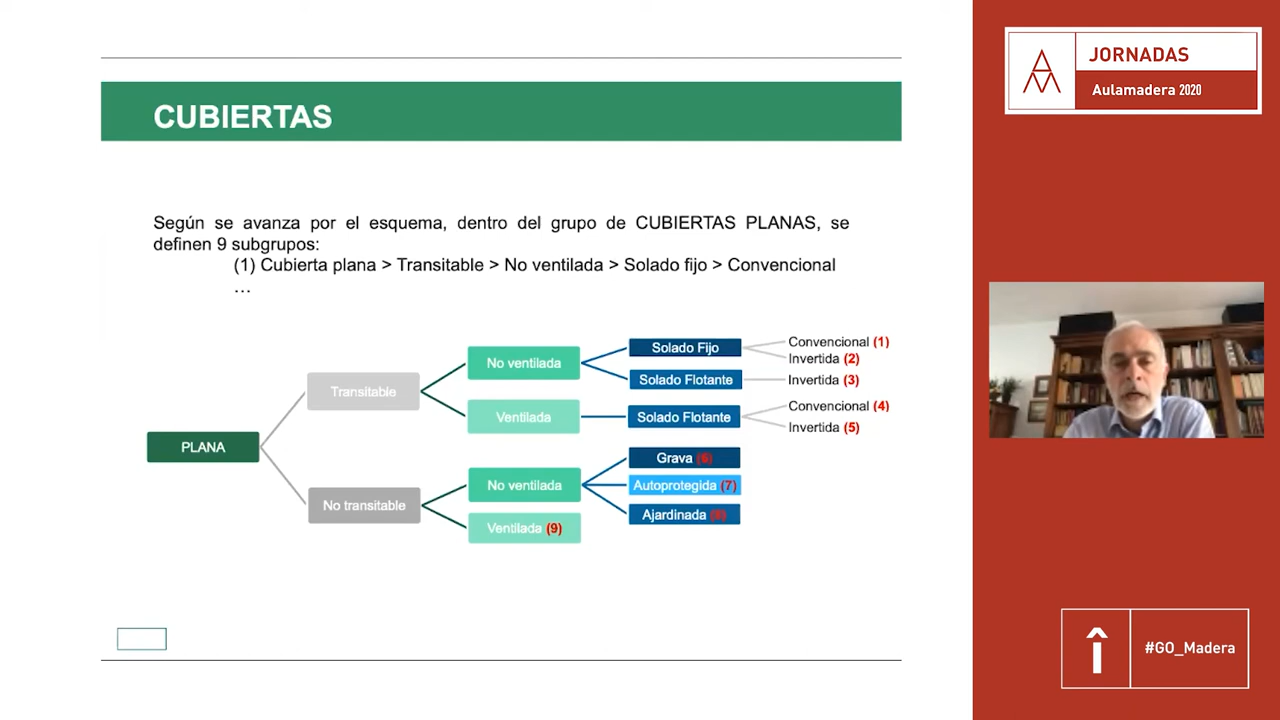 CUBIERTAS
Según se avanza por el esquema, dentro del grupo de CUBIERTAS PLANAS, se
definen 9 subgrupos:
(1) Cubierta plana > Transitable > No ventilada > Solado fijo > Convencional
…
PLANA
Transitable
No transitable
No ventilada
Ventilada
No ventilada
Ventilada (9)
Solado Fijo
Solado Flotante
Solado Flotante
Grava (6)
Autoprotegida (7)
Ajardinada (8)
Convencional (1)
Invertida (2)
Invertida (3)
Convencional (4)
Invertida (5)
JORNADAS
Aulamadera 2020
#GO_Madera